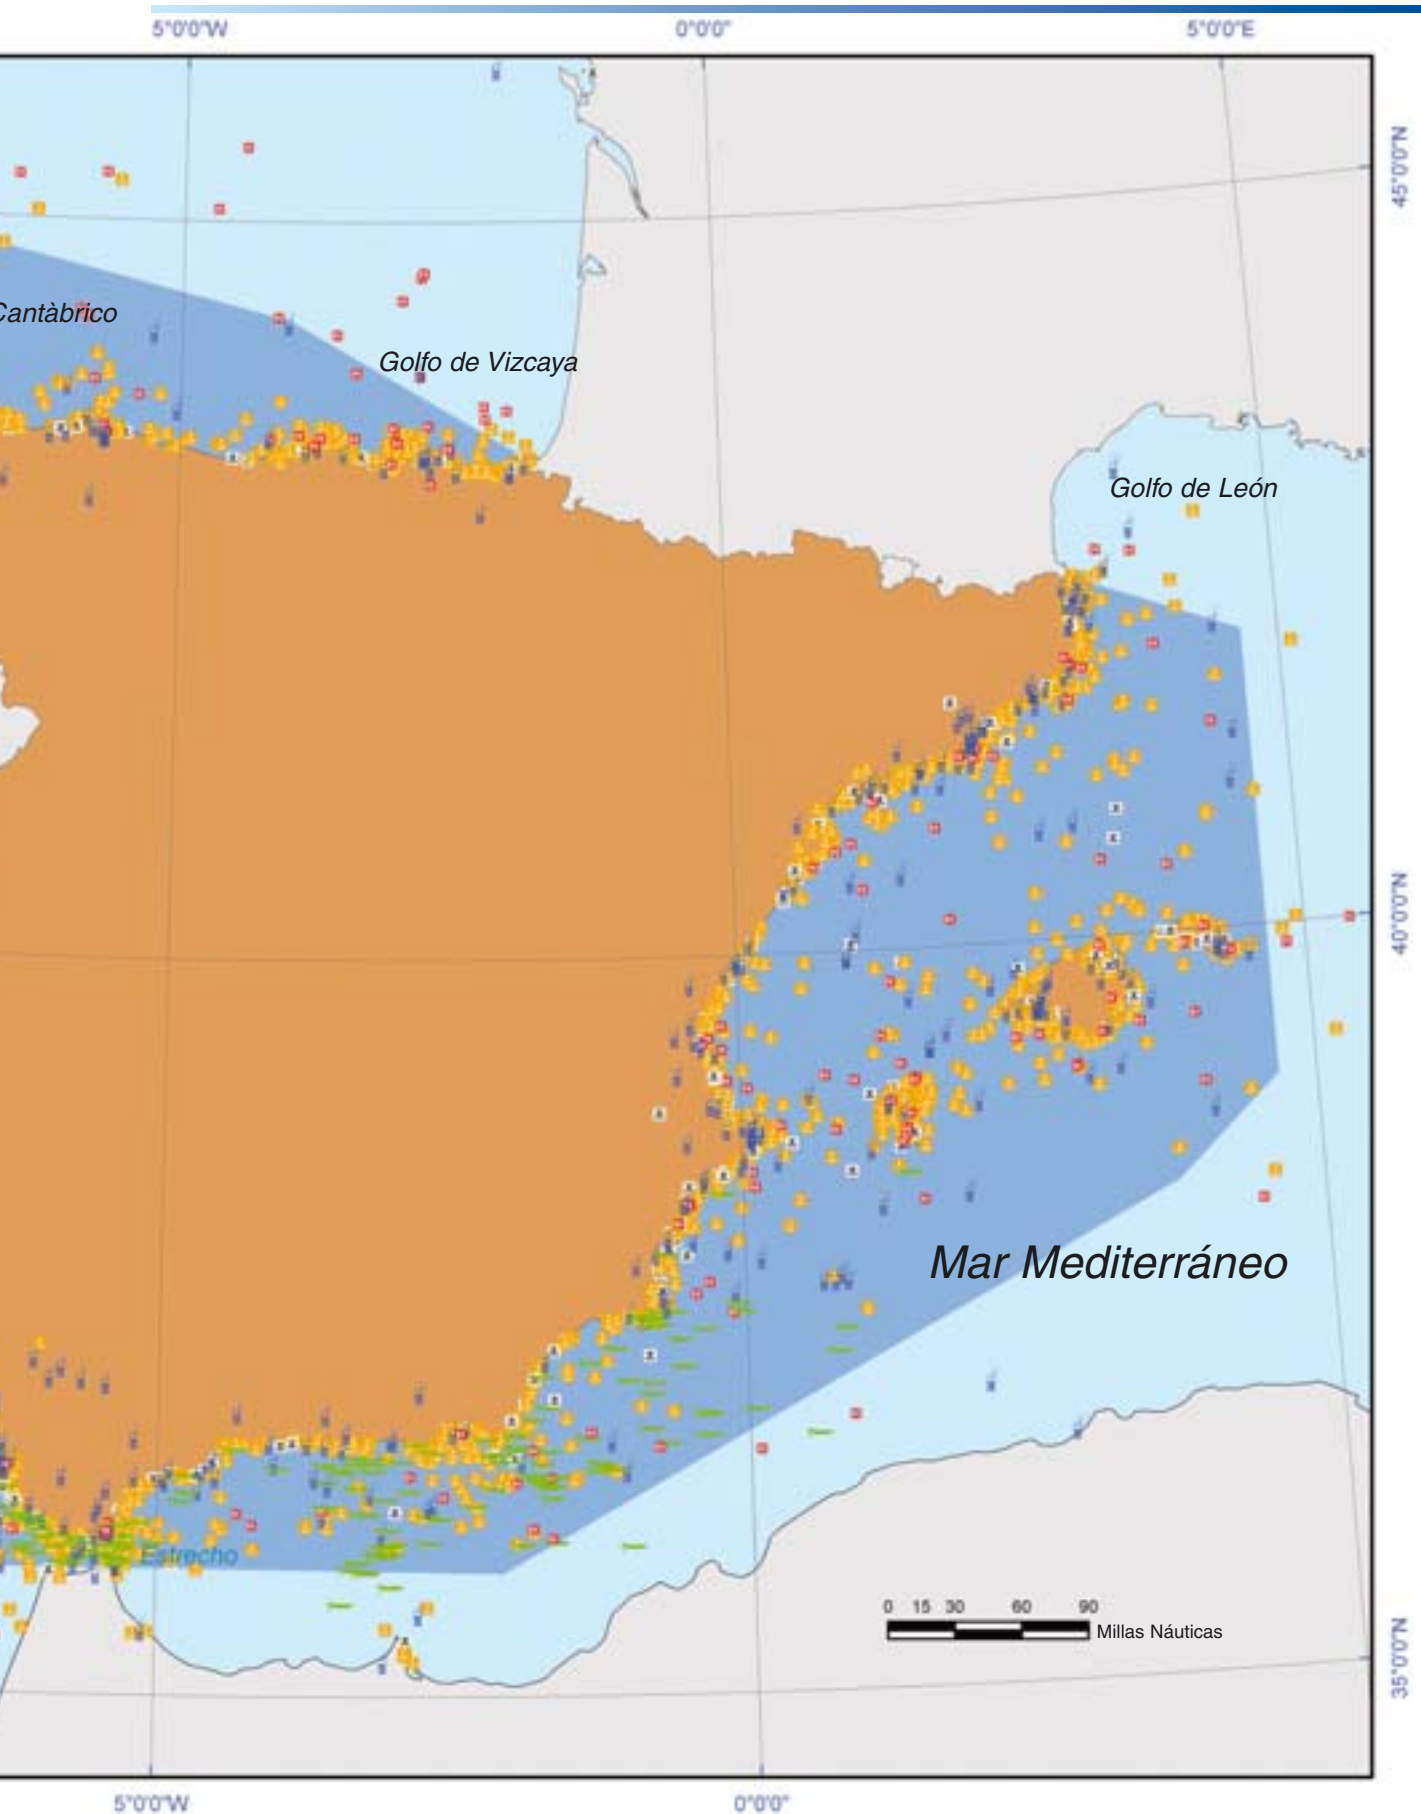 5°0'0"W 0°0'0" 5°0'0"E
45°0'0"N
Cantàbrico
Golfo de Vizcaya
Golfo de León
40°0'0"N
Mar Mediterráneo
Estrecho
0 15 30 60 90
Millas Náuticas
35°0'0"N
5°0'0"W 0°0'0"